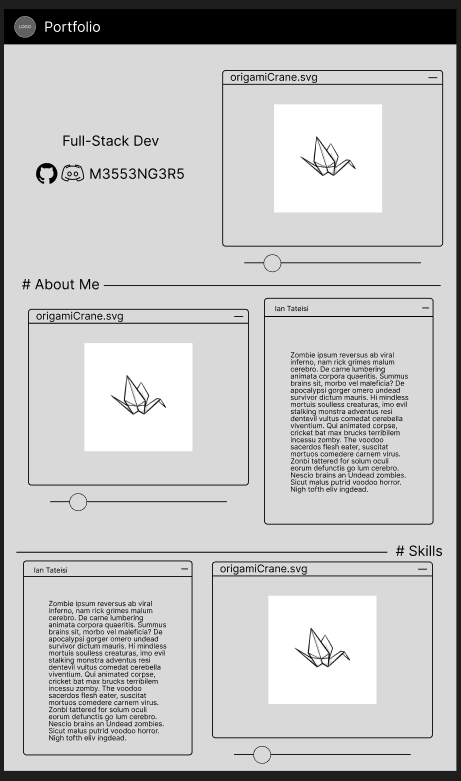 LOGO
Portfolio
origamiCrane.svg
Full-Stack Dev
M3553NG3R5
# About Me
origamiCrane.svg
Ian Tateisi
Zombie ipsum reversus ab viral
inferno, nam rick grimes malum
cerebro. De carne lumbering
animata corpora quaeritis. Summus
brains sit, morbo vel maleficia? De
apocalypsi gorger omero undead
survivor dictum mauris. Hi mindless
mortuis soulless creaturas, imo evil
stalking monstra adventus resi
dentevil vultus comedat cerebella
viventium. Qui animated corpse,
cricket bat max brucks terribilem
incessu zomby. The voodoo
sacerdos flesh eater, suscitat
mortuos comedere carnem virus.
Zonbi tattered for solum oculi
eorum defunctis go lum cerebro.
Nescio brains an Undead zombies.
Sicut malus putrid voodoo horror.
Nigh tofth eliv ingdead.
# Skills
Ian Tateisi
Zombie ipsum reversus ab viral
inferno, nam rick grimes malum
cerebro. De carne lumbering
animata corpora quaeritis. Summus
brains sit, morbo vel maleficia? De
apocalypsi gorger omero undead
survivor dictum mauris. Hi mindless
mortuis soulless creaturas, imo evil
stalking monstra adventus resi
dentevil vultus comedat cerebella
viventium. Qui animated corpse,
cricket bat max brucks terribilem
incessu zomby. The voodoo
sacerdos flesh eater, suscitat
mortuos comedere carnem virus.
Zonbi tattered for solum oculi
eorum defunctis go lum cerebro.
Nescio brains an Undead zombies.
Sicut malus putrid voodoo horror.
Nigh tofth eliv ingdead.
origamiCrane.svg